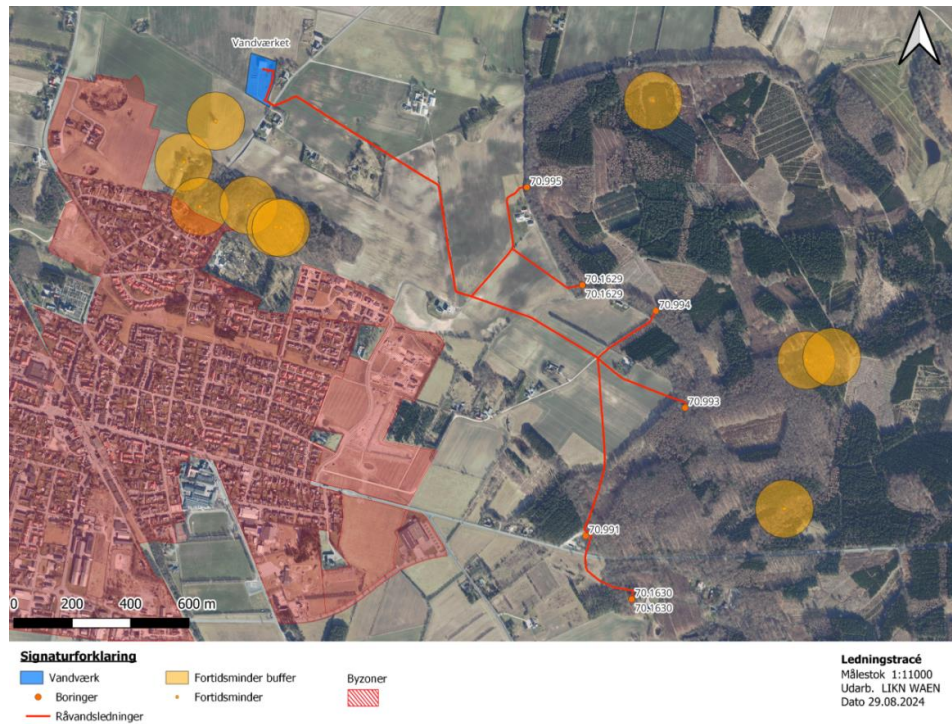 Vandværket
70.995
70.1629
70.1629
70.994
70.993
70.991
70.1630
70.1630
0 200 400 600 m
Signaturforklaring
Vandværk
Boringer
Råvandsledninger
Fortidsminder buffer
Fortidsminder
Byzoner
Ledningstracé
Målestok 1:11000
Udarb. LIKN WAEN
Dato 29.08.2024